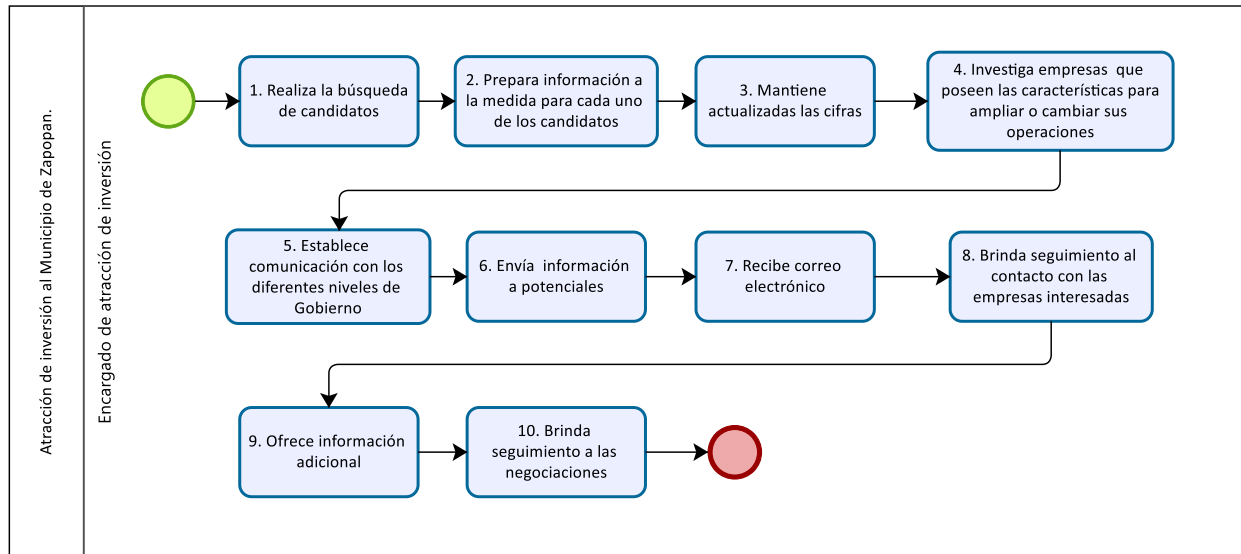 Atracción de inversión al Municipio de Zapopan.
Encargado de atracción de inversión
1. Realiza la búsqueda
de candidatos
2. Prepara información a
la medida para cada uno
de los candidatos
3. Mantiene
actualizadas las cifras
4. Investiga empresas  que
poseen las características para
ampliar o cambiar sus
operaciones
5. Establece
comunicación con los
diferentes niveles de
Gobierno
6. Envía  información
a potenciales
7. Recibe correo
electrónico
8. Brinda seguimiento al
contacto con las
empresas interesadas
9. Ofrece información
adicional
10. Brinda
seguimiento a las
negociaciones